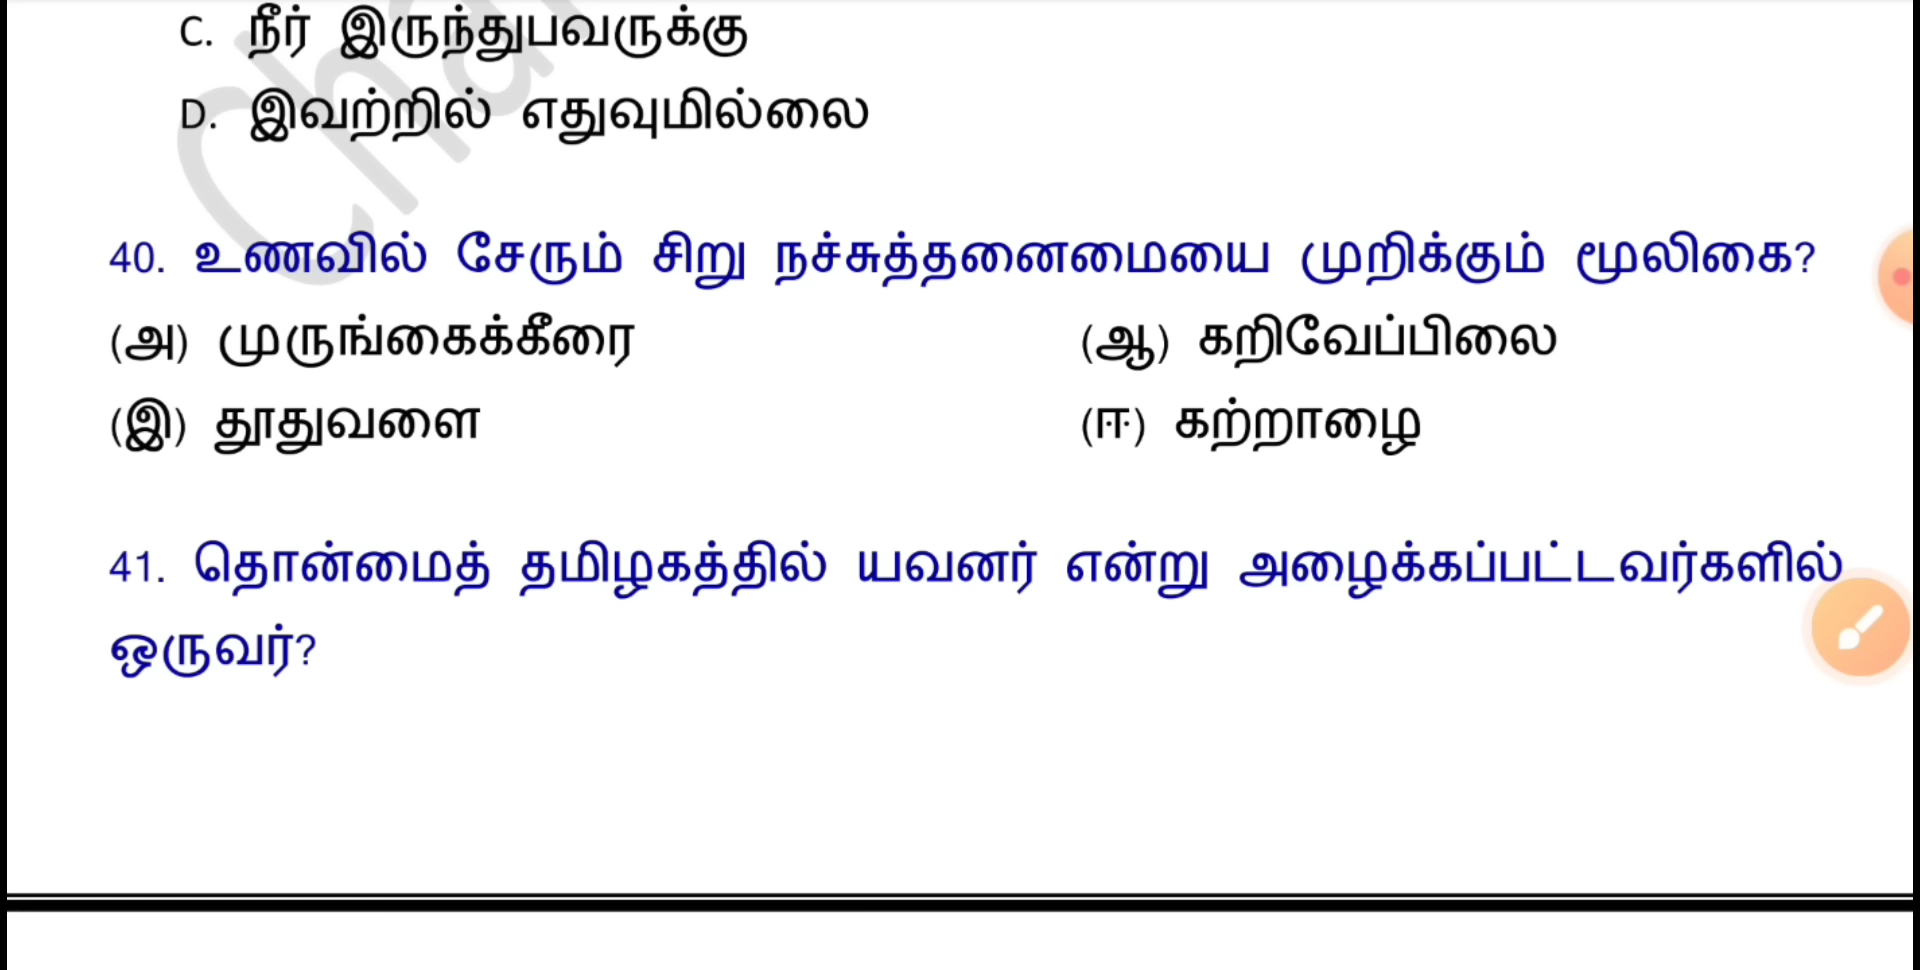 C. நீர் இருந்துபவருக்கு
D. இவற்றில் எதுவுமில்லை
40. உணவில் சேரும் சிறு நச்சுத்தனைமையை முறிக்கும் மூலிகை?
(அ) முருங்கைக்கீரை (ஆ) கறிவேப்பிலை
(இ) தூதுவளை (ஈ) கற்றாழை
41. தொன்மைத் தமிழகத்தில் யவனர் என்று அழைக்கப்பட்டவர்களில்
ஒருவர்?